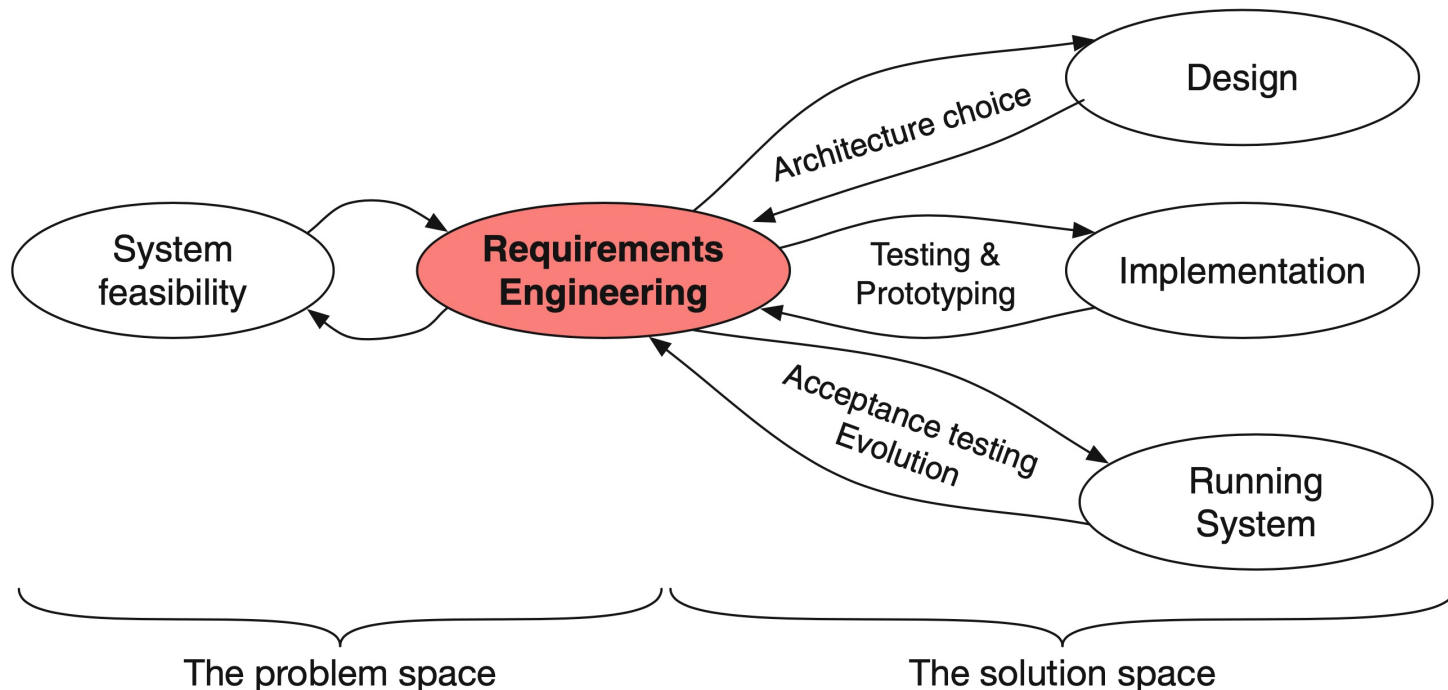 Design
Architecture choice
System
feasibility
Requirements
Engineering
Testing &
Prototyping
Implementation
Acceptance testing
Evolution
Running
System
The problem space
The solution space